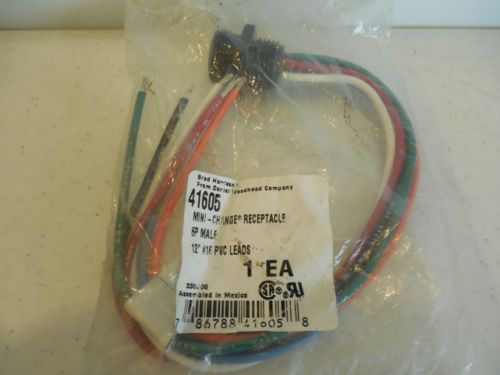 Brad Harrison
From Daniel Woodhead Company
41605
MINI-CHANGE® RECEPTACLE
6P MALE
12" #16 PVC LEADS
1 EA
Assembled in Mexico
7 86788 41605 8